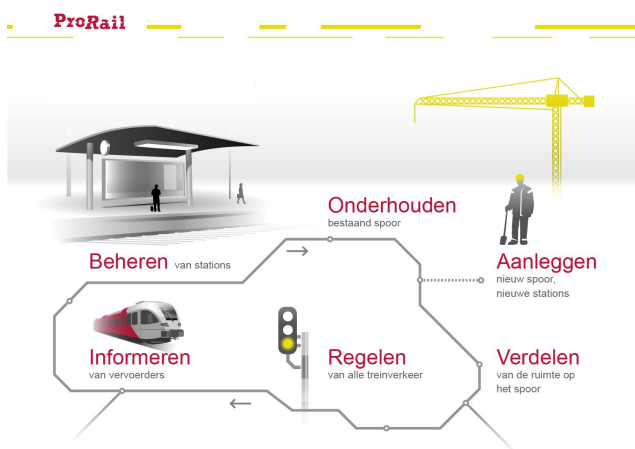 ProRail
Onderhouden
bestaand spoor
Beheren van stations
Aanleggen
nieuw spoor,
nieuwe stations
Informeren
van vervoerders
Regelen
van alle treinverkeer
Verdelen
van de ruimte op
het spoor